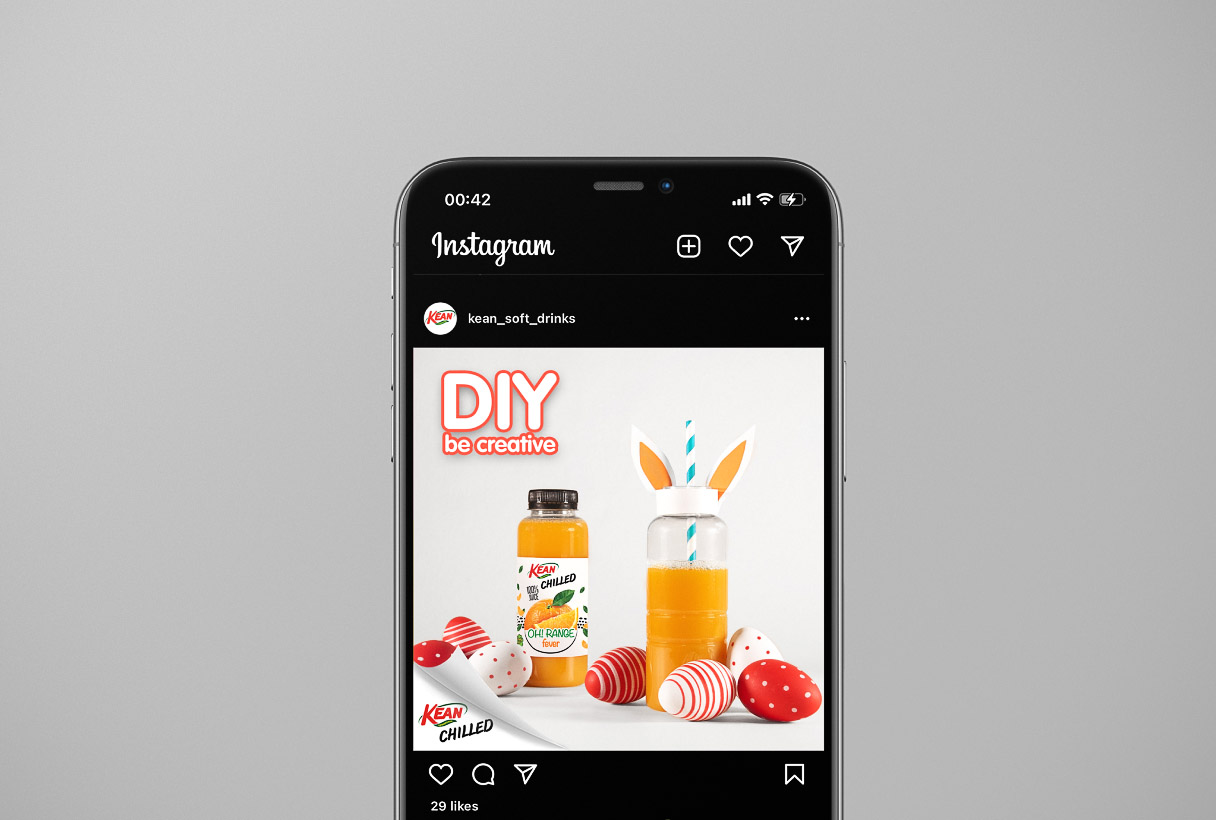 00:42
Instagram
KEAN
kean_soft_drinks
DIY
be creative
KEAN
CHILLED
100%
JUICE
OH! RANGE
fever
KEAN
CHILLED
29 likes